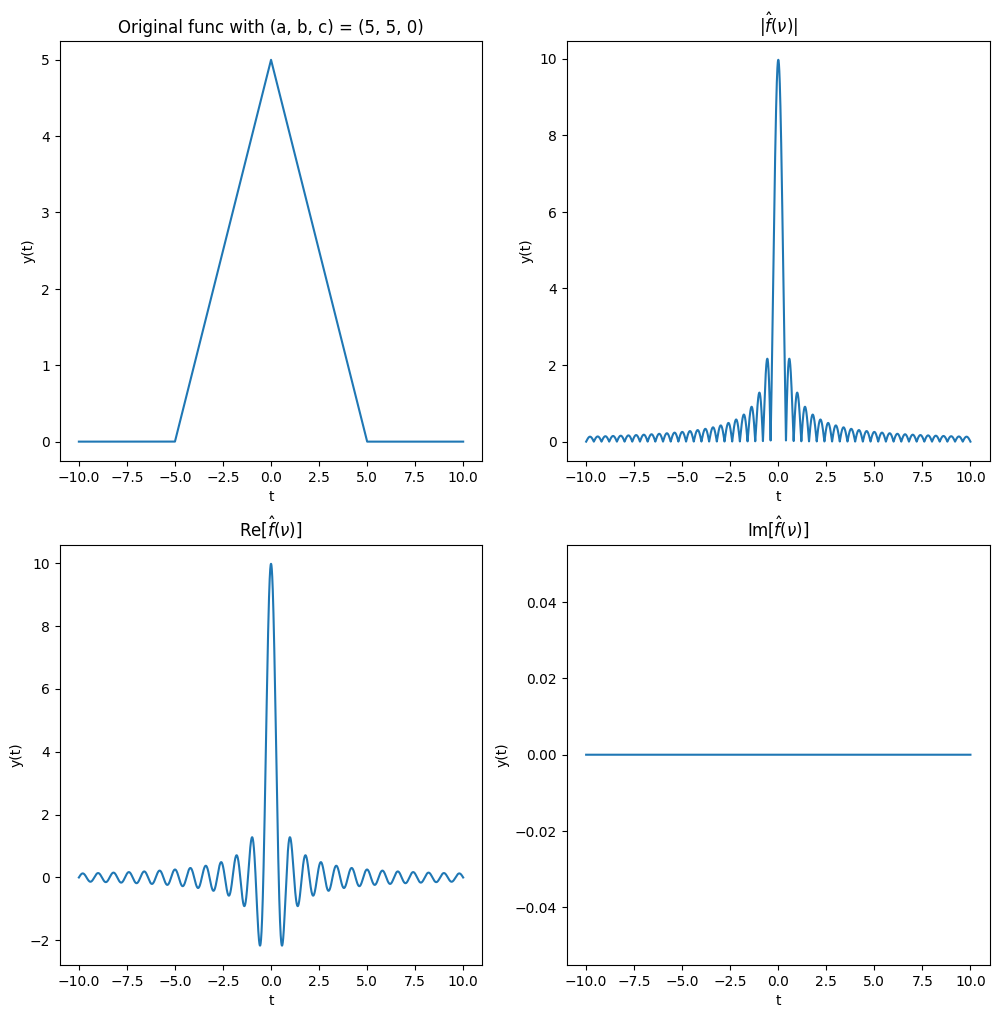 Original func with (a, b, c) = (5, 5, 0)
5
4
3
2
1
0
y(t)
−10.0 −7.5 −5.0 −2.5 0.0 2.5 5.0 7.5 10.0
t
|f̂(ν)|
10
8
6
4
2
0
y(t)
−10.0 −7.5 −5.0 −2.5 0.0 2.5 5.0 7.5 10.0
t
Re[f̂(ν)]
10
8
6
4
2
0
−2
y(t)
−10.0 −7.5 −5.0 −2.5 0.0 2.5 5.0 7.5 10.0
t
Im[f̂(ν)]
0.04
0.02
0.00
−0.02
−0.04
y(t)
−10.0 −7.5 −5.0 −2.5 0.0 2.5 5.0 7.5 10.0
t